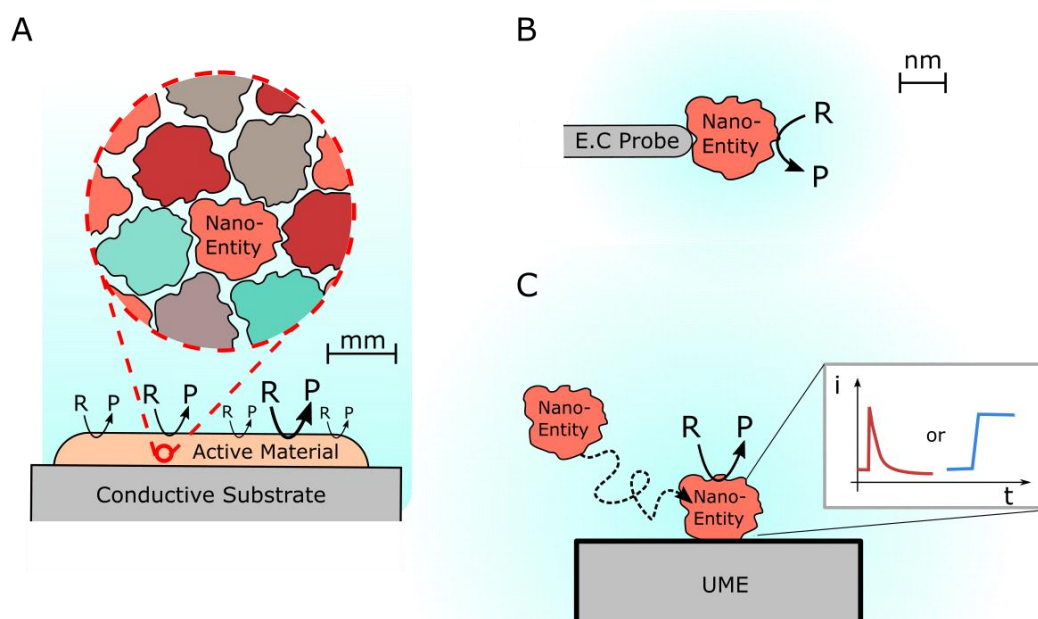 A
Nano-
Entity
mm
R P R P R P R P R P
Active Material
Conductive Substrate
B
nm
E.C Probe
Nano-
Entity
R
P
C
Nano-
Entity
R P
Nano-
Entity
UME
i
or
t